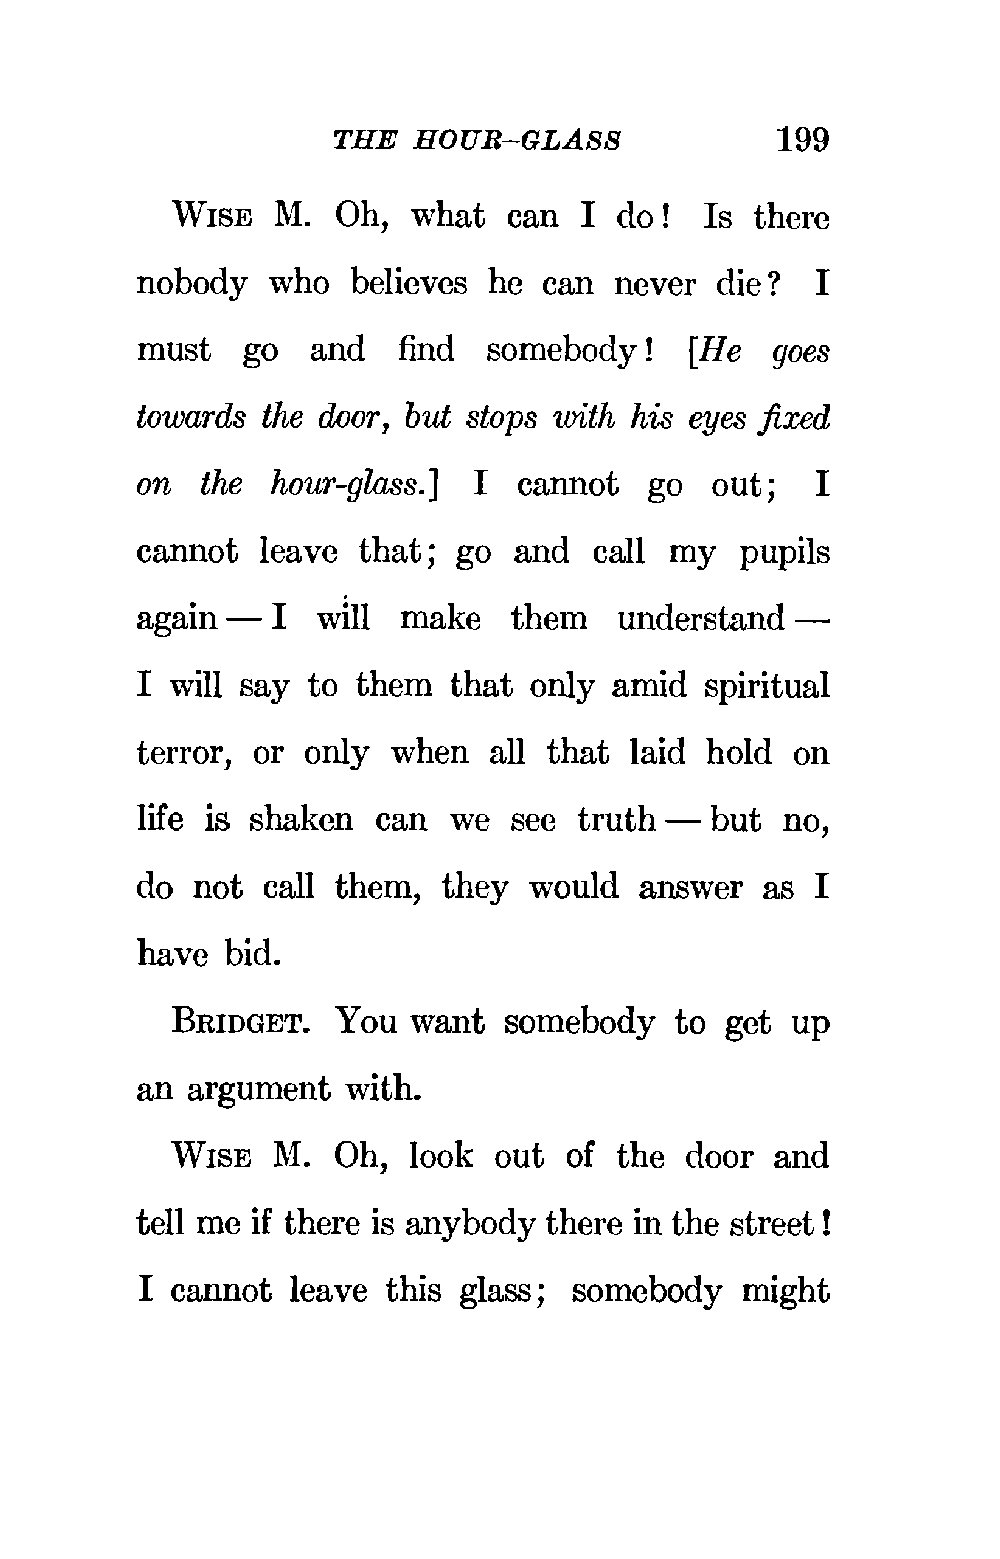 THE HOUR-GLASS 199
WISE M. Oh, what can I do! Is there
nobody who believes he can never die? I
must go and find somebody! [He goes
towards the door, but stops with his eyes fixed
on the hour-glass.] I cannot go out; I
cannot leave that; go and call my pupils
again — I will make them understand —
I will say to them that only amid spiritual
terror, or only when all that laid hold on
life is shaken can we see truth — but no,
do not call them, they would answer as I
have bid.
BRIDGET. You want somebody to get up
an argument with.
WISE M. Oh, look out of the door and
tell me if there is anybody there in the street!
I cannot leave this glass; somebody might